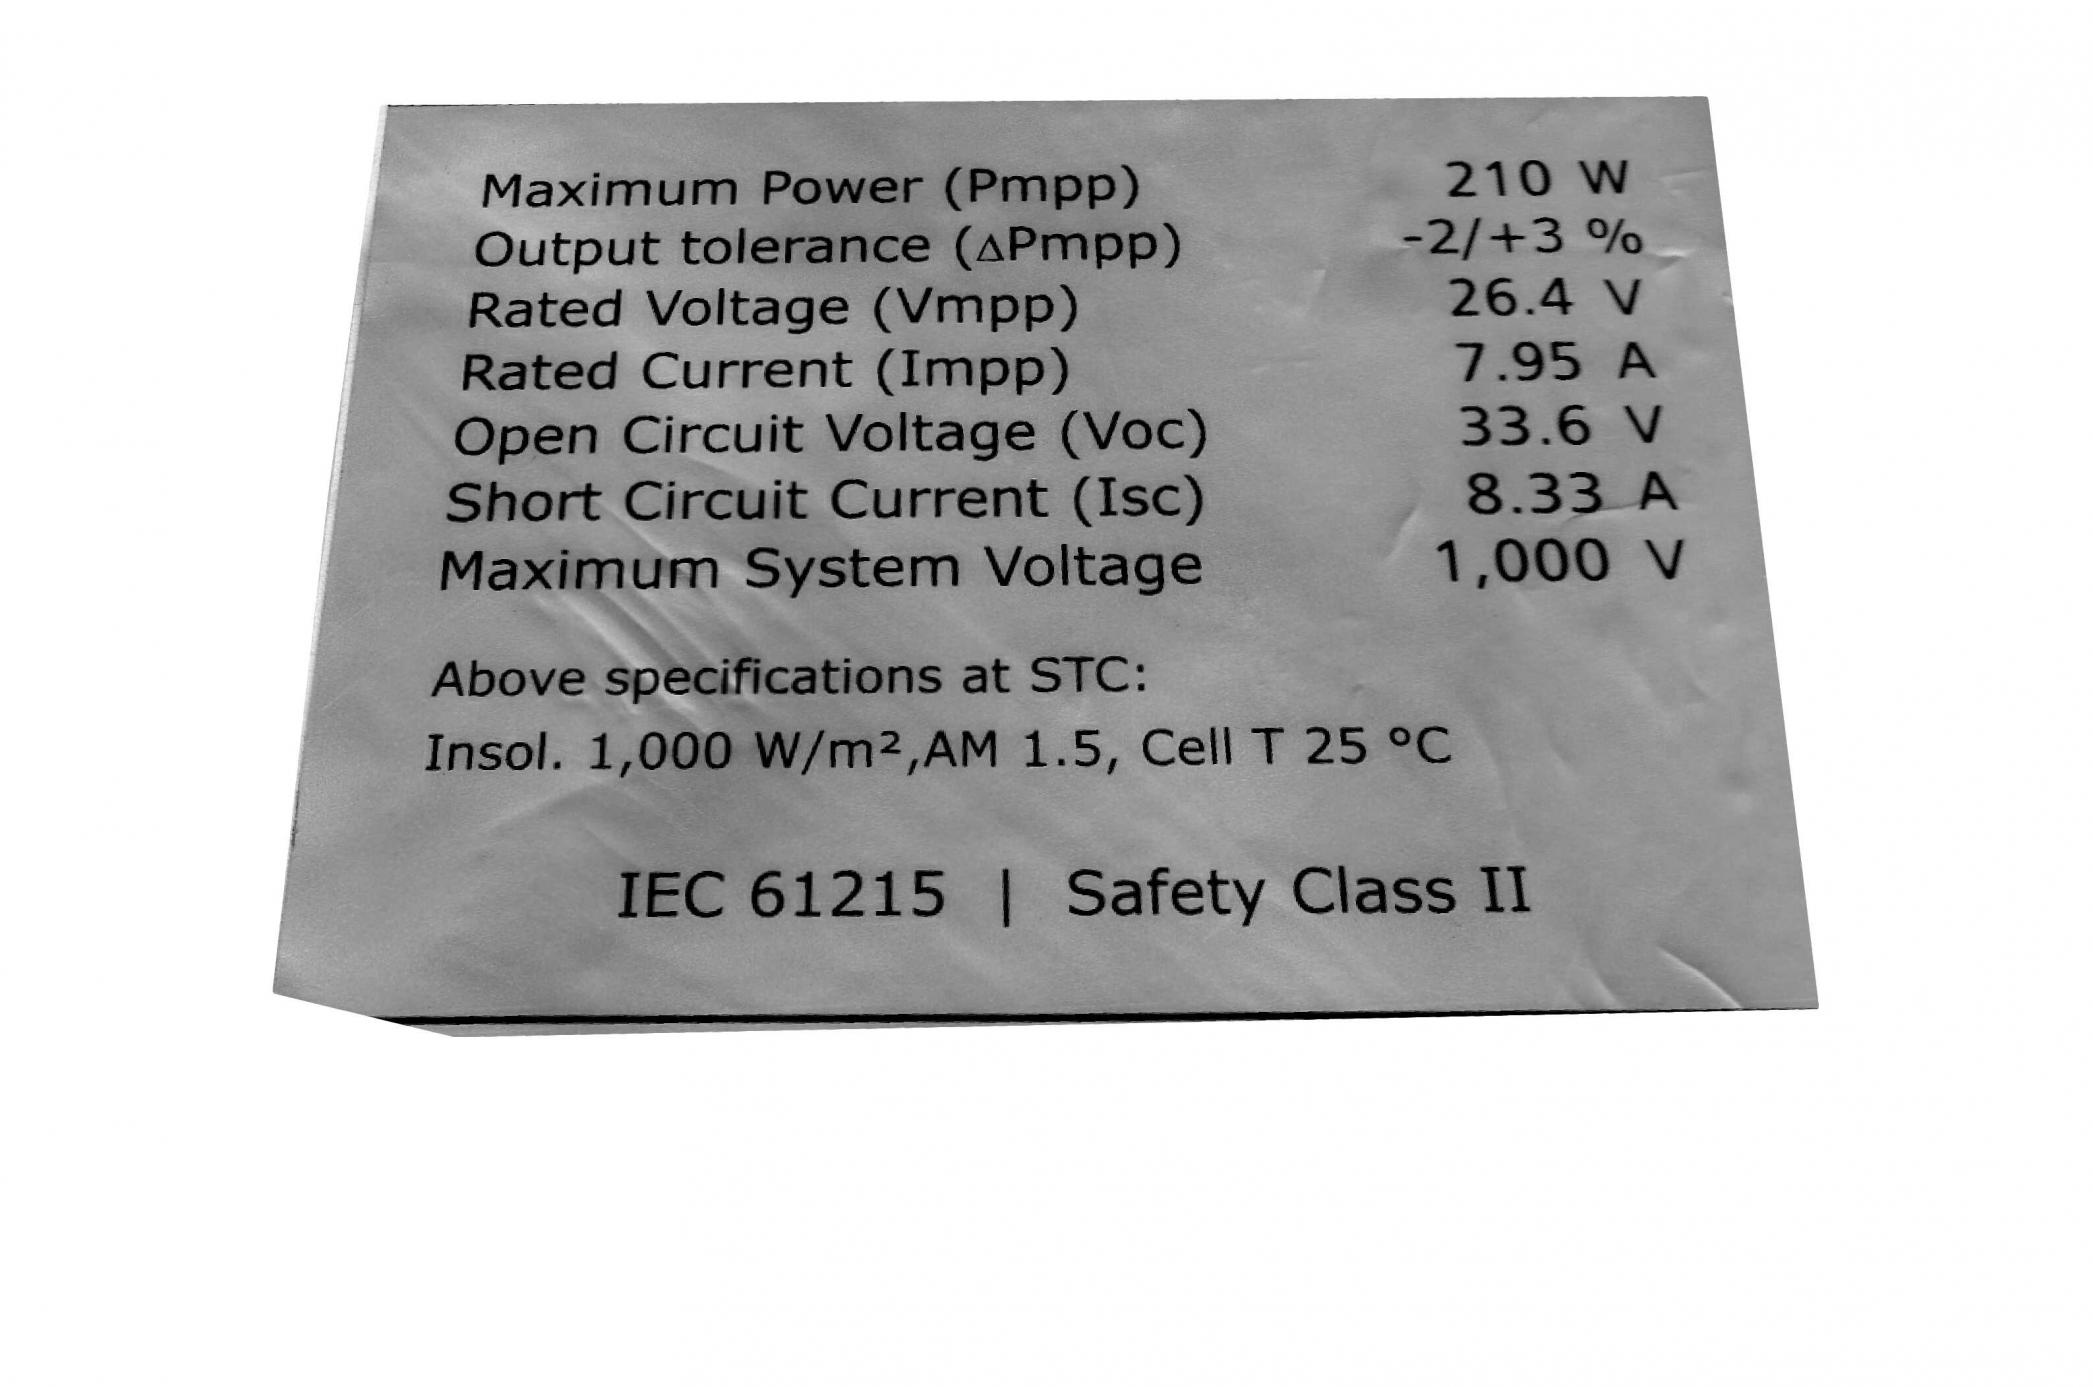 Maximum Power (Pmpp) 210 W
Output tolerance (∆Pmpp) -2/+3 %
Rated Voltage (Vmpp) 26.4 V
Rated Current (Impp) 7.95 A
Open Circuit Voltage (Voc) 33.6 V
Short Circuit Current (Isc) 8.33 A
Maximum System Voltage 1,000 V
Above specifications at STC:
Insol. 1,000 W/m²,AM 1.5, Cell T 25 °C
IEC 61215 | Safety Class II